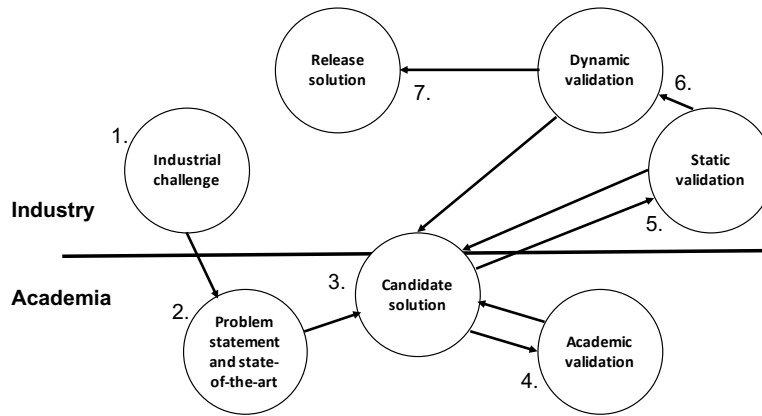 Release
solution
7.
Dynamic
validation
6.
1.
Industrial
challenge
Static
validation
5.
Industry
Academia
2.
Problem
statement
and state-
of-the-art
3.
Candidate
solution
4.
Academic
validation